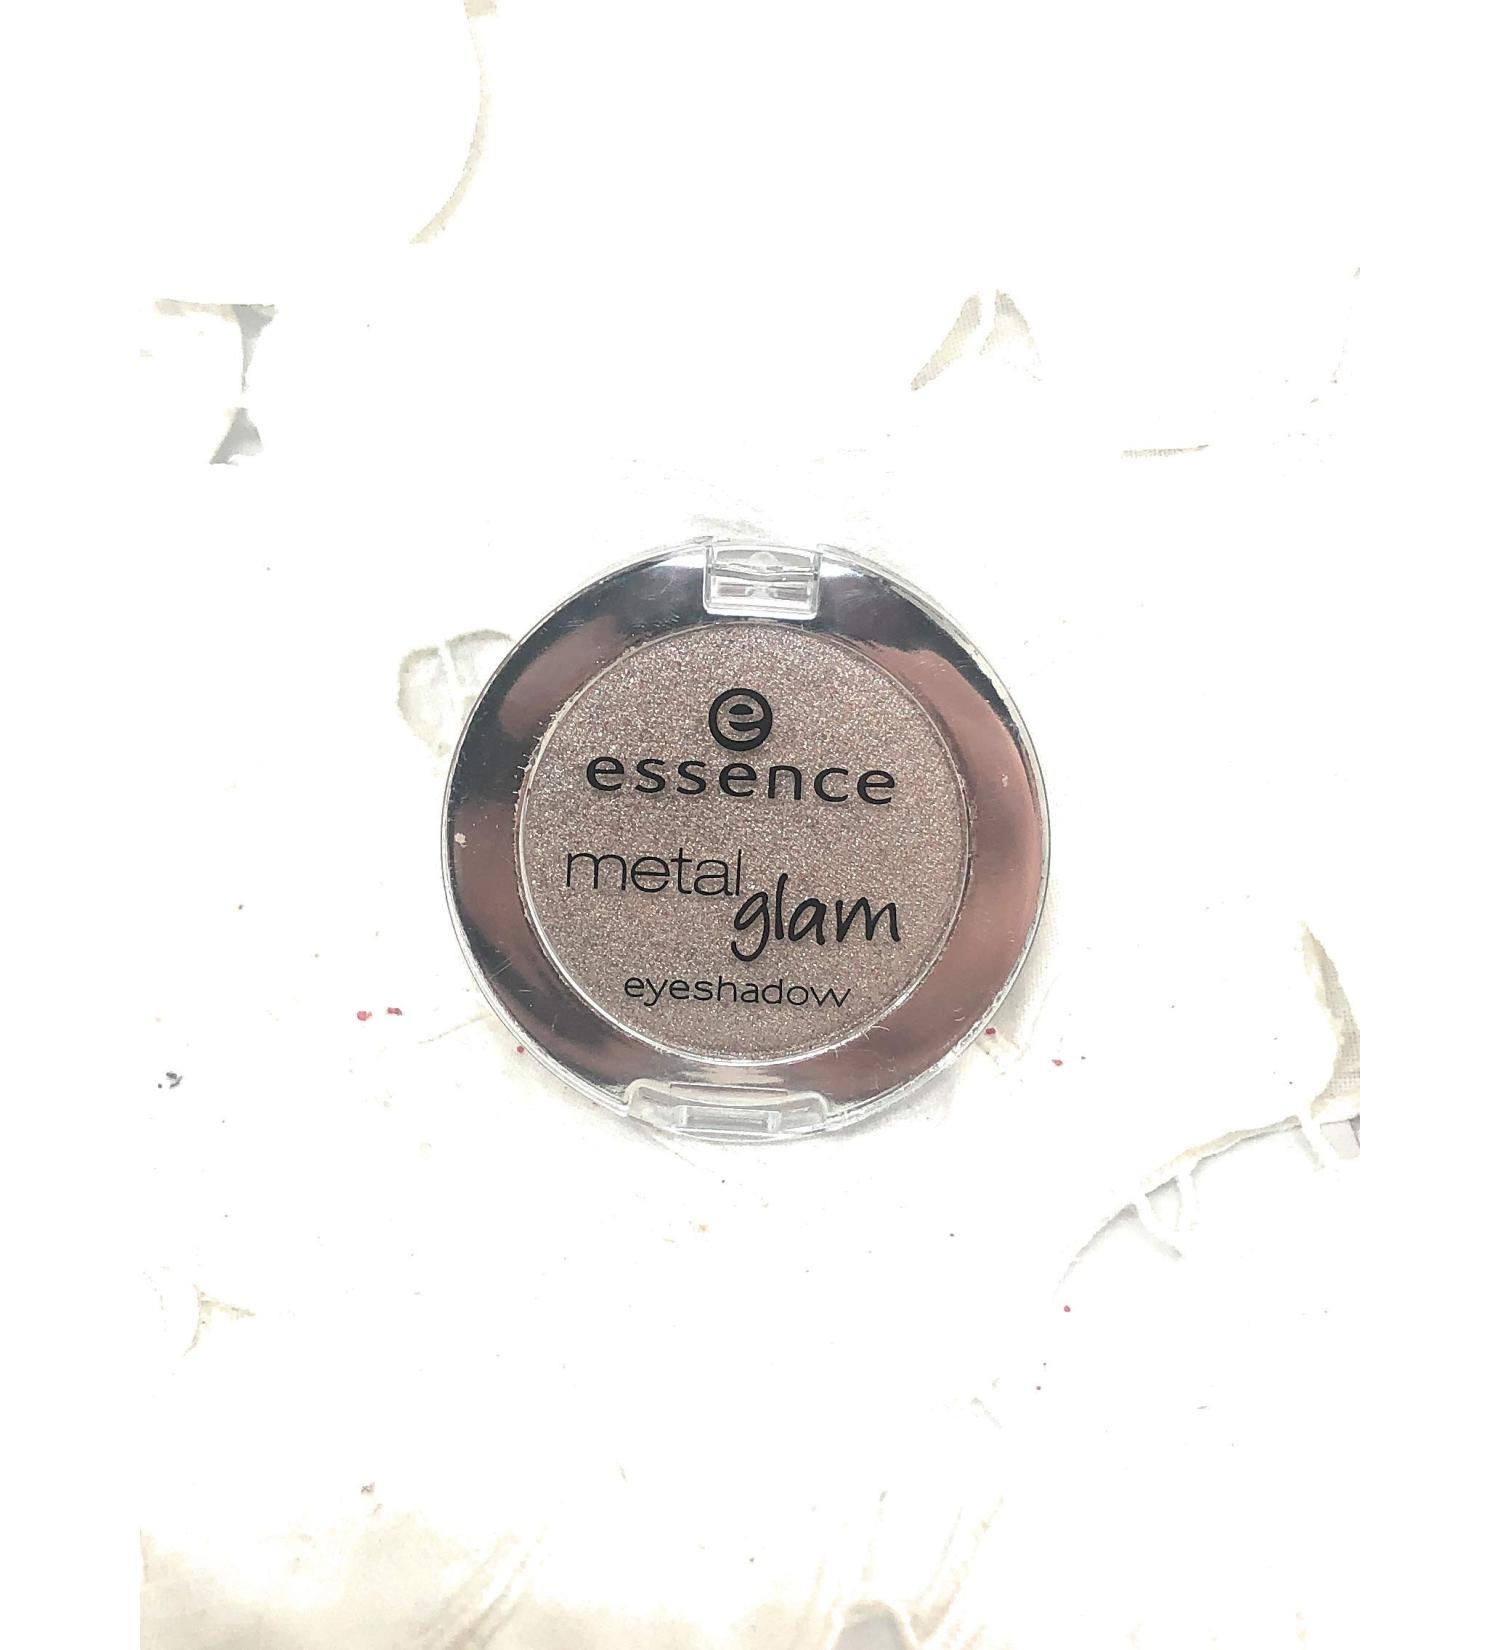 e
essence
metal
glam
eyeshadow